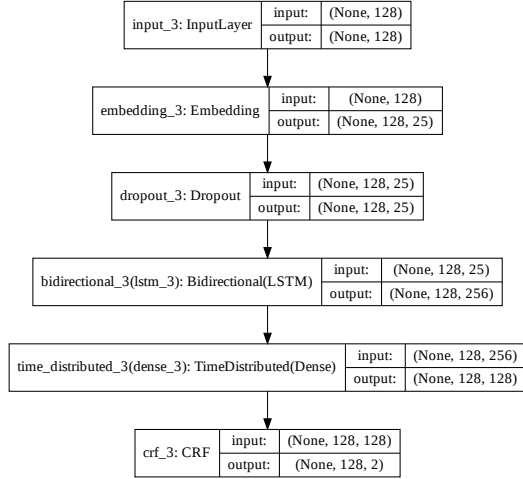 input_3: InputLayer
input: (None, 128)
output: (None, 128)
embedding_3: Embedding
input: (None, 128)
output: (None, 128, 25)
dropout_3: Dropout
input: (None, 128, 25)
output: (None, 128, 25)
bidirectional_3(lstm_3): Bidirectional(LSTM)
input: (None, 128, 25)
output: (None, 128, 256)
time_distributed_3(dense_3): TimeDistributed(Dense)
input: (None, 128, 256)
output: (None, 128, 128)
crf_3: CRF
input: (None, 128, 128)
output: (None, 128, 2)